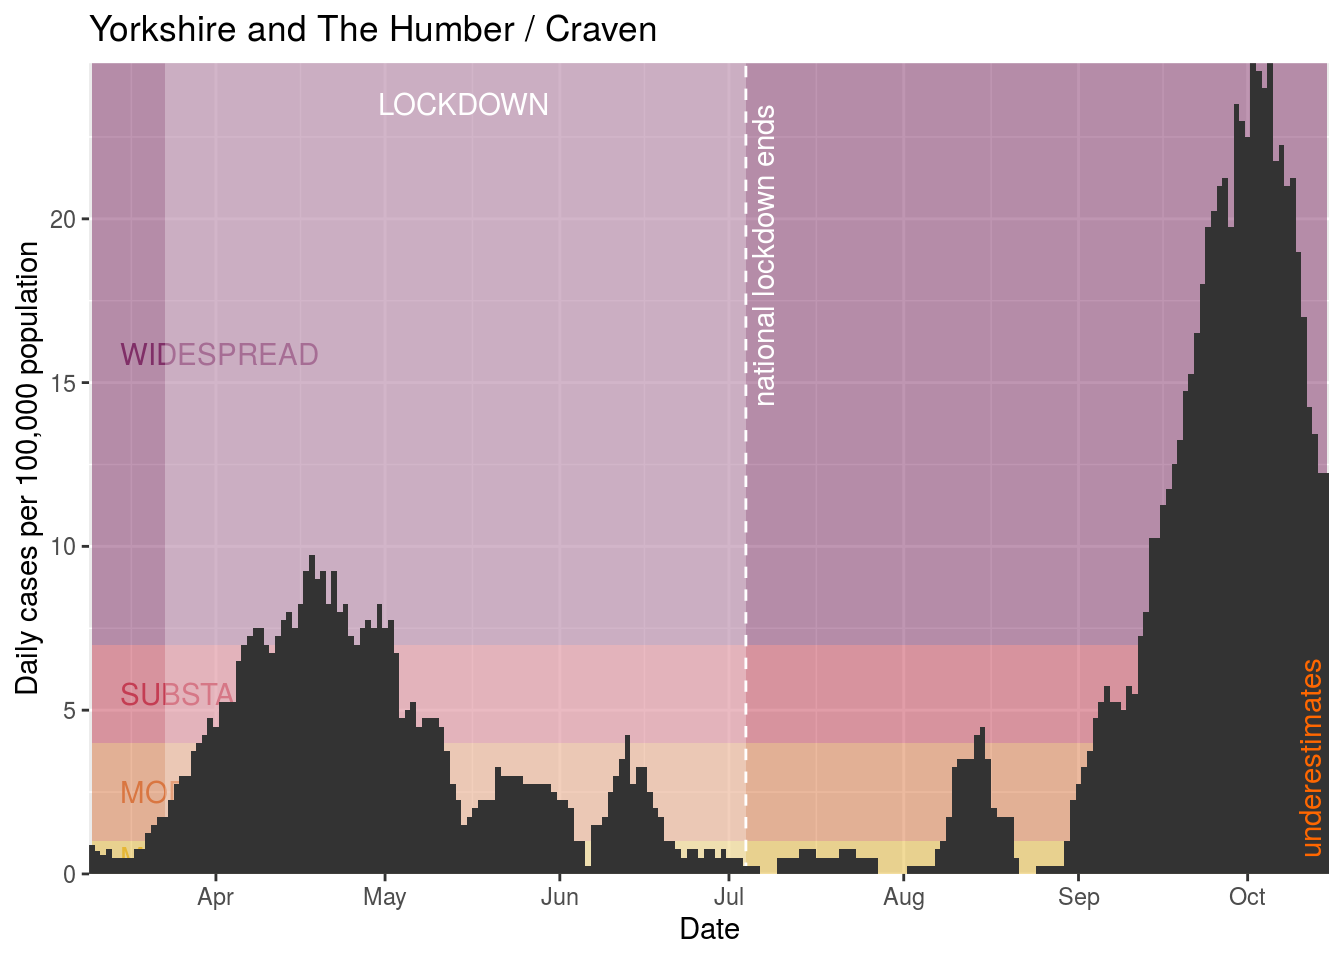 Yorkshire and The Humber / Craven
LOCKDOWN
national lockdown ends
WIDESPREAD
SUBSTA
MO
underestimates
Daily cases per 100,000 population
20
15
10
5
0
Apr
May
Jun
Jul
Aug
Sep
Oct
Date